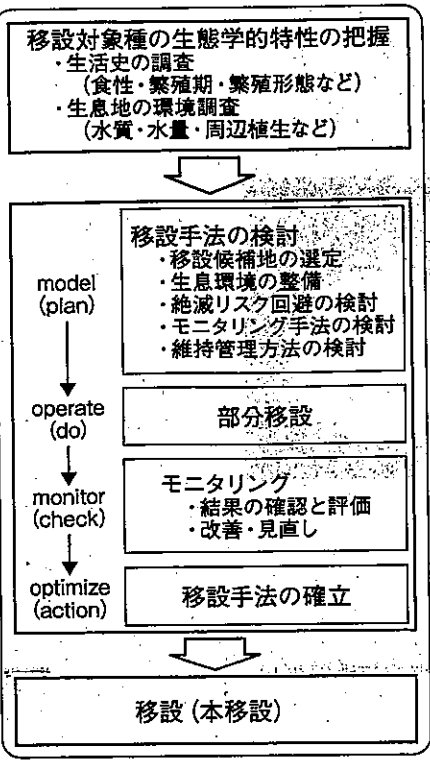 移設対象種の生態学的特性の把握
・生活史の調査
(食性・繁殖期・繁殖形態など)
・生息地の環境調査
(水質・水量・周辺植生など)
model
(plan)
移設手法の検討
・移設候補地の選定
・生息環境の整備
・絶滅リスク回避の検討
・モニタリング手法の検討
・維持管理方法の検討
operate
(do)
部分移設
monitor
(check)
モニタリング
・結果の確認と評価
・改善・見直し
optimize
(action)
移設手法の確立
移設(本移設)